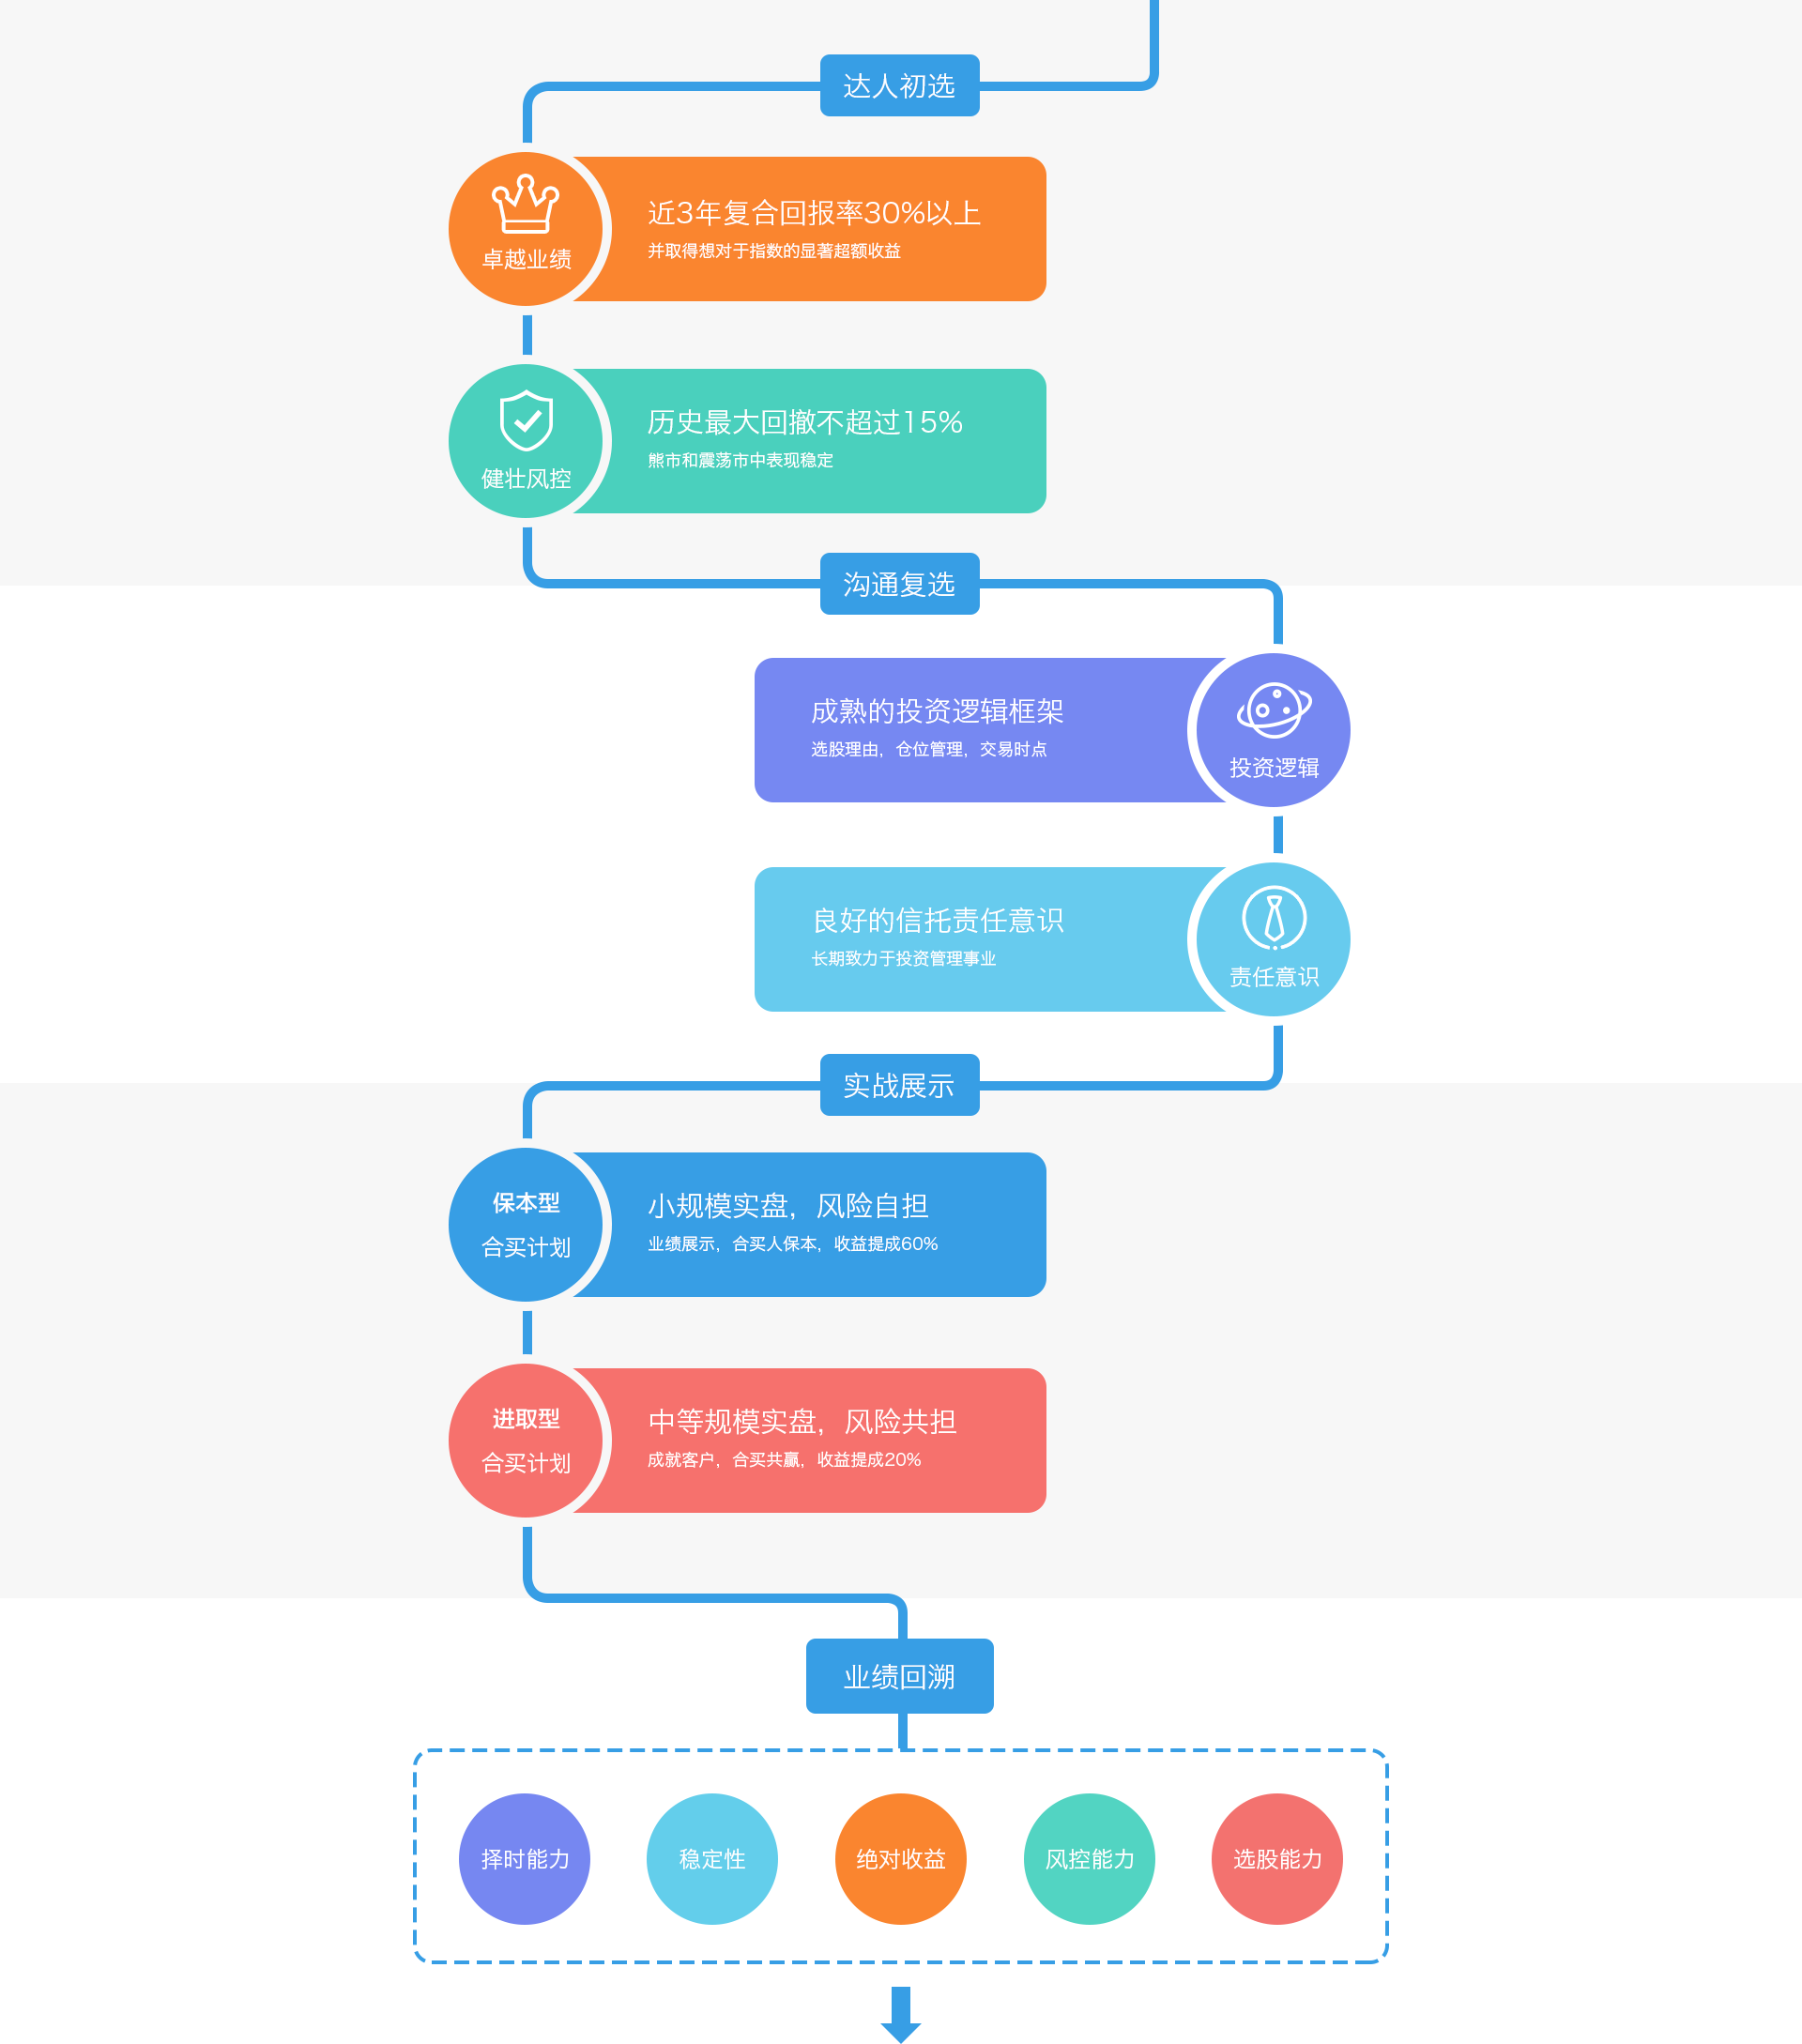 达人初选
近3年复合回报率30%以上
并取得想对于指数的显著超额收益
卓越业绩
历史最大回撤不超过15%
熊市和震荡市中表现稳定
健壮风控
沟通复选
成熟的投资逻辑框架
选股理由，仓位管理，交易时点
投资逻辑
良好的信托责任意识
长期致力于投资管理事业
责任意识
实战展示
保本型
合买计划
小规模实盘，风险自担
业绩展示，合买人保本，收益提成60%
进取型
合买计划
中等规模实盘，风险共担
成就客户，合买共赢，收益提成20%
业绩回溯
择时能力
稳定性
绝对收益
风控能力
选股能力